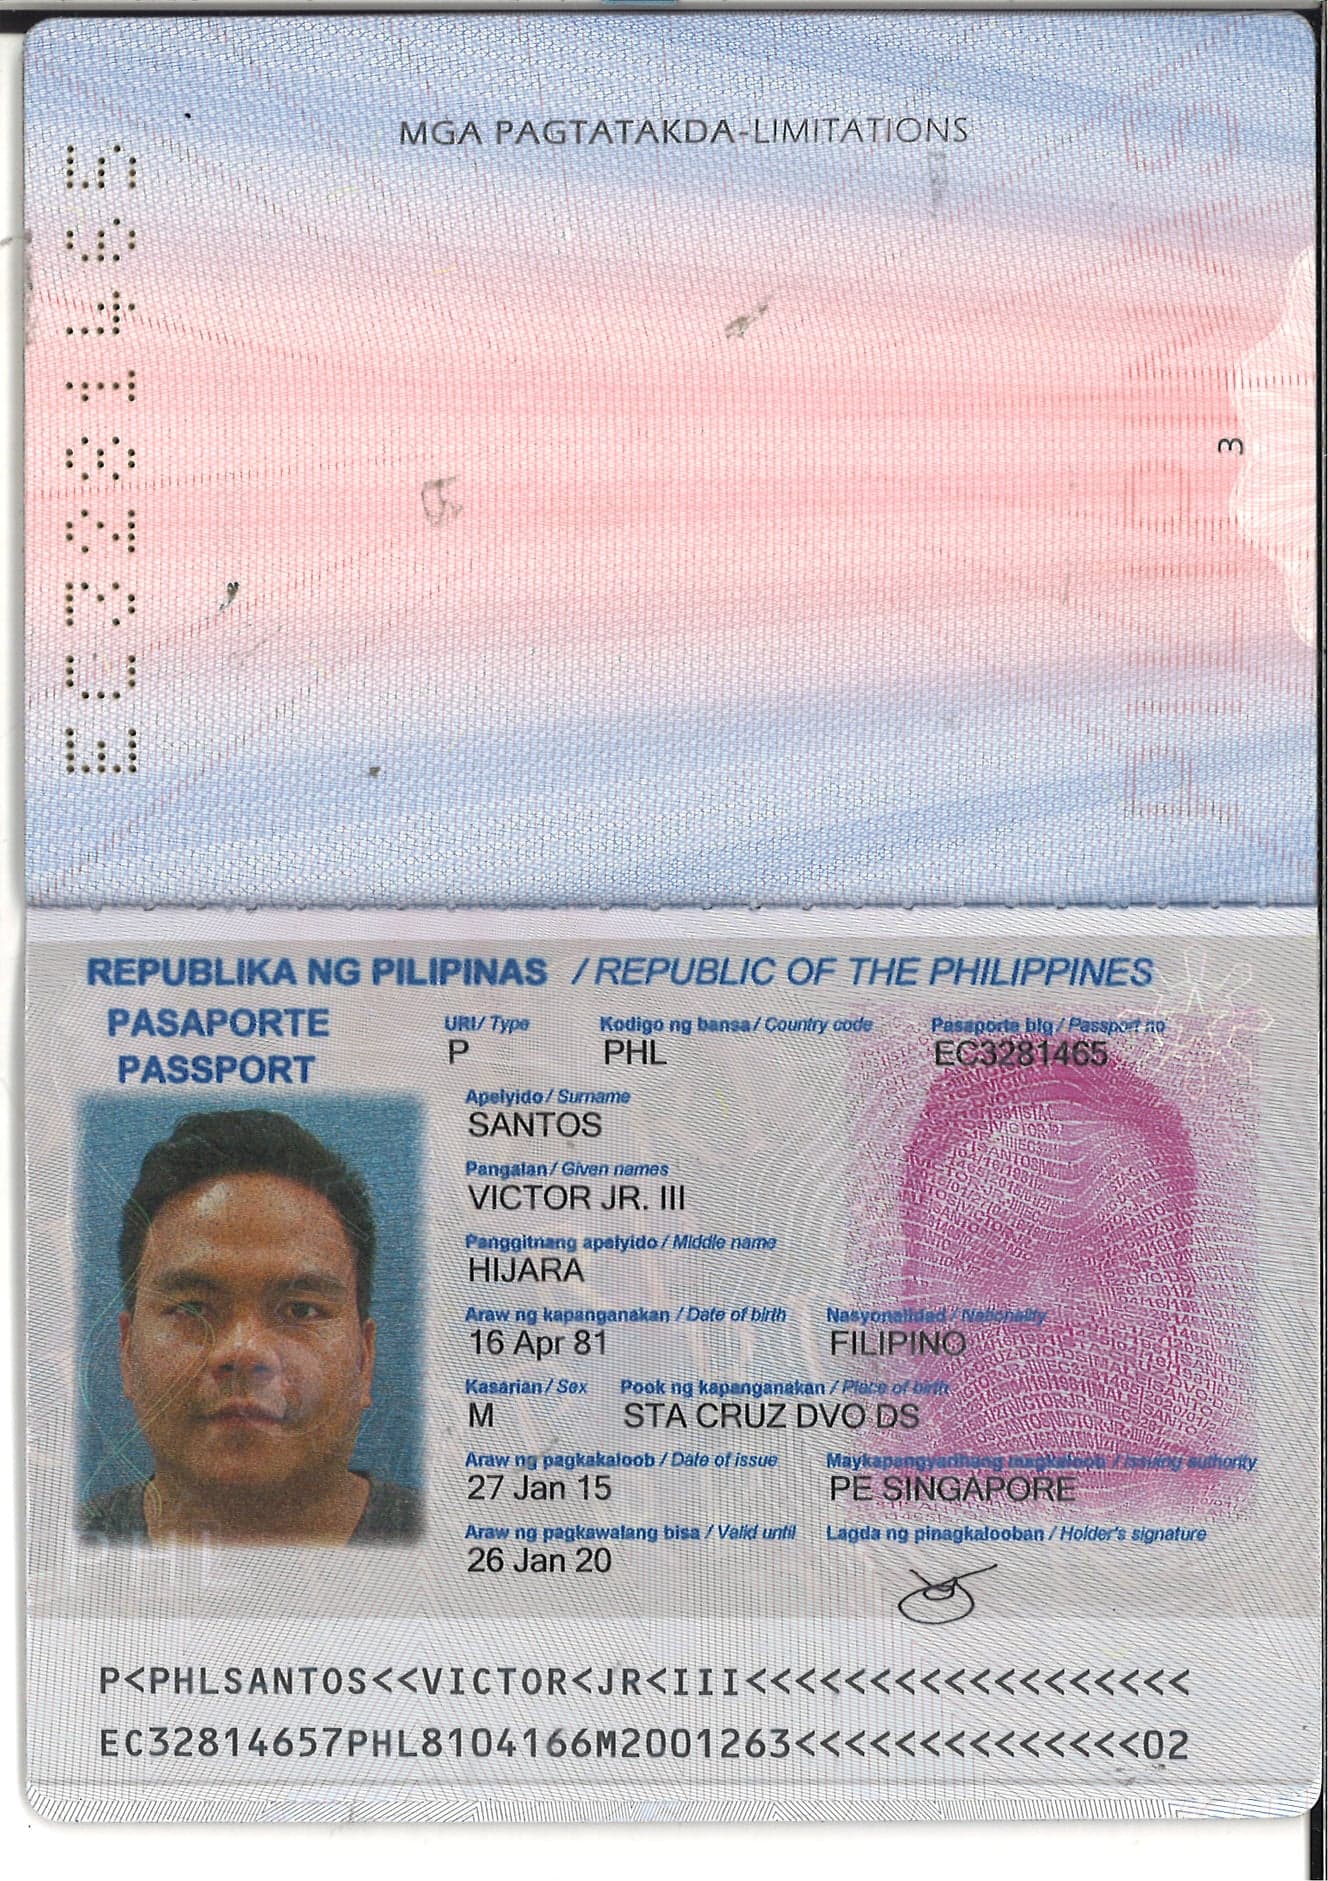 MGA PAGTATAKDA-LIMITATIONS
EC3281465
3
REPUBLIKA NG PILIPINAS / REPUBLIC OF THE PHILIPPINES
PASAPORTE
PASSPORT
URI/ Type Kodigo ng bansa / Country code Pasaporte blg / Passport no
P PHL EC3281465
Apelyido / Surname
SANTOS
Pangalan / Given names
VICTOR JR. III
Panggitnang apelyido / Middle name
HIJARA
Araw ng kapanganakan / Date of birth Nasyonalidad / Nationality
16 Apr 81 FILIPINO
Kasarian / Sex Pook ng kapanganakan / Place of birth
M STA CRUZ DVO DS
Araw ng pagkakaloob / Date of issue Maykapangyarihang magkaloob / Issuing authority
27 Jan 15 PE SINGAPORE
Araw ng pagkawalang bisa / Valid until Lagda ng pinagkalooban / Holder's signature
26 Jan 20
P<PHLSANTOS<<VICTOR<JR<III<<<<<<<<<<<<<<<<<<
EC32814657PHL8104166M2001263<<<<<<<<<<<<<<02